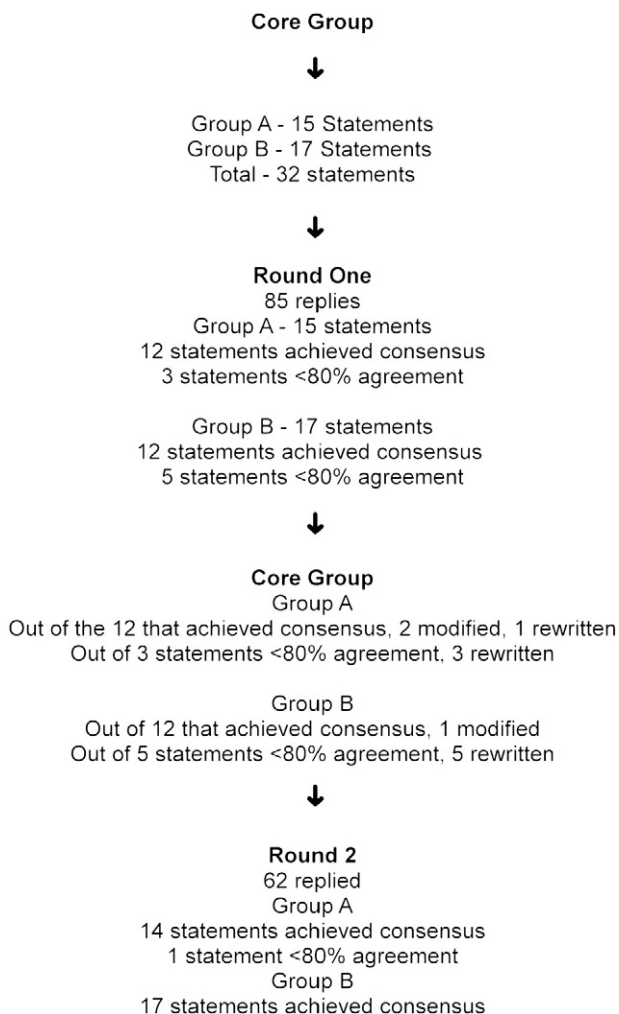 Core Group
Group A - 15 Statements
Group B - 17 Statements
Total - 32 statements
Round One
85 replies
Group A - 15 statements
12 statements achieved consensus
3 statements <80% agreement
Group B - 17 statements
12 statements achieved consensus
5 statements <80% agreement
Core Group
Group A
Out of the 12 that achieved consensus, 2 modified, 1 rewritten
Out of 3 statements <80% agreement, 3 rewritten
Group B
Out of 12 that achieved consensus, 1 modified
Out of 5 statements <80% agreement, 5 rewritten
Round 2
62 replied
Group A
14 statements achieved consensus
1 statement <80% agreement
Group B
17 statements achieved consensus